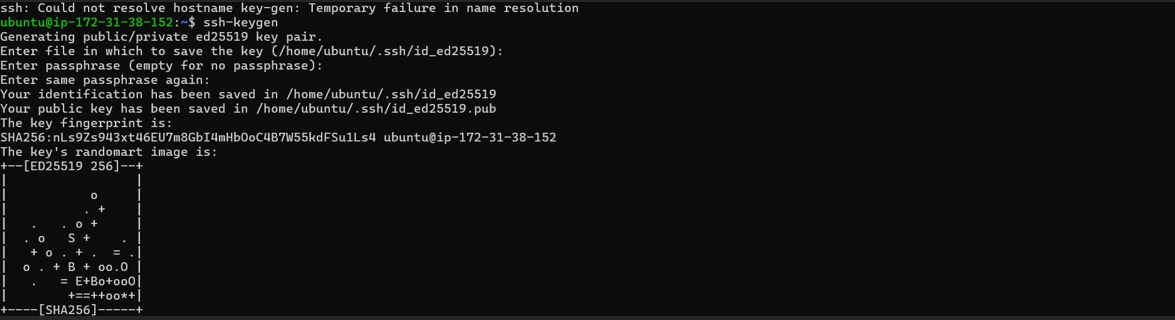 ssh: Could not resolve hostname key-gen: Temporary failure in name resolution
ubuntu@ip-172-31-38-152:~$ ssh-keygen
Generating public/private ed25519 key pair.
Enter file in which to save the key (/home/ubuntu/.ssh/id_ed25519):
Enter passphrase (empty for no passphrase):
Enter same passphrase again:
Your identification has been saved in /home/ubuntu/.ssh/id_ed25519
Your public key has been saved in /home/ubuntu/.ssh/id_ed25519.pub
The key fingerprint is:
SHA256:nLs9Zs943xt46EU7m8GbI4mHbOoC4B7W55kdFSu1Ls4 ubuntu@ip-172-31-38-152
The key's randomart image is:
+--[ED25519 256]--+
|                 |
|           o     |
|          . +    |
|   .   . o +     |
|  . o   S +    . |
|   + o . + .  = .|
|  o . + B + oo.O |
|   .   = E+Bo+ooO|
|        +==++oo*+|
+----[SHA256]-----+